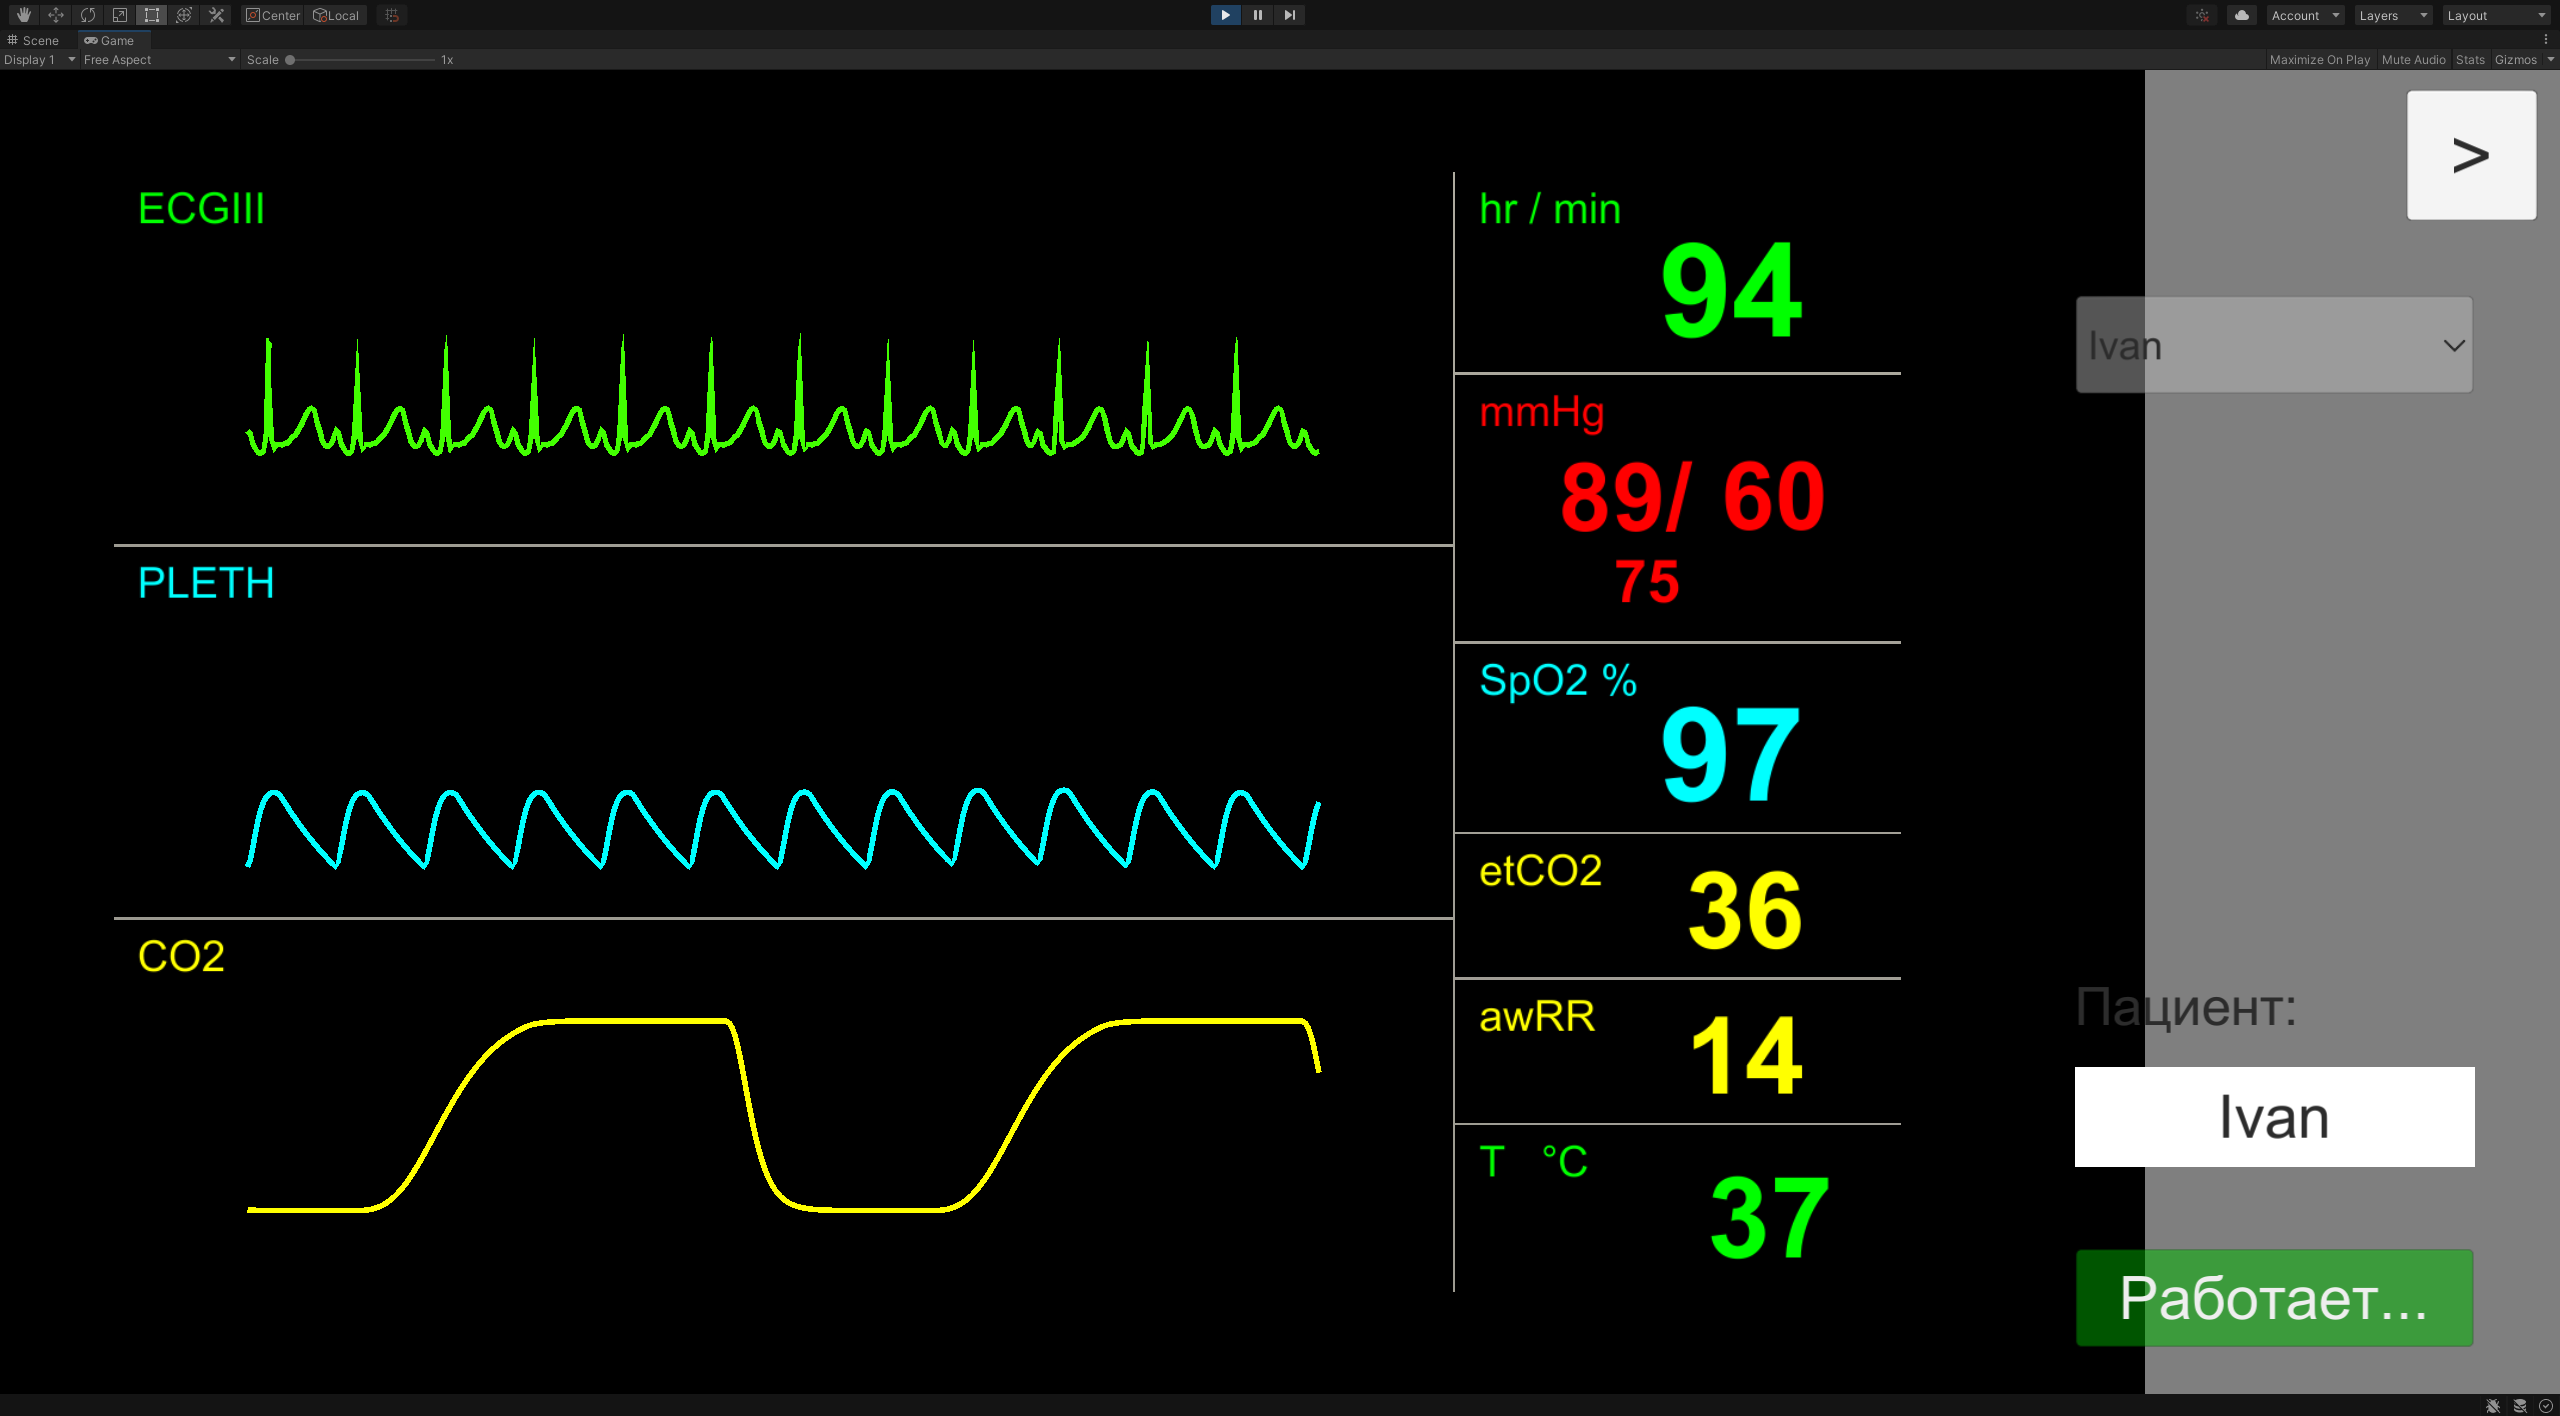 Center Local
Account Layers Layout
Scene Game
Display 1 Free Aspect Scale 1x Maximize On Play Mute Audio Stats Gizmos
>
ECGIII
hr / min
94
Ivan
mmHg
89/ 60
75
PLETH
SpO2 %
97
etCO2
36
CO2
awRR
14
Пациент:
Ivan
T °C
37
Работает...